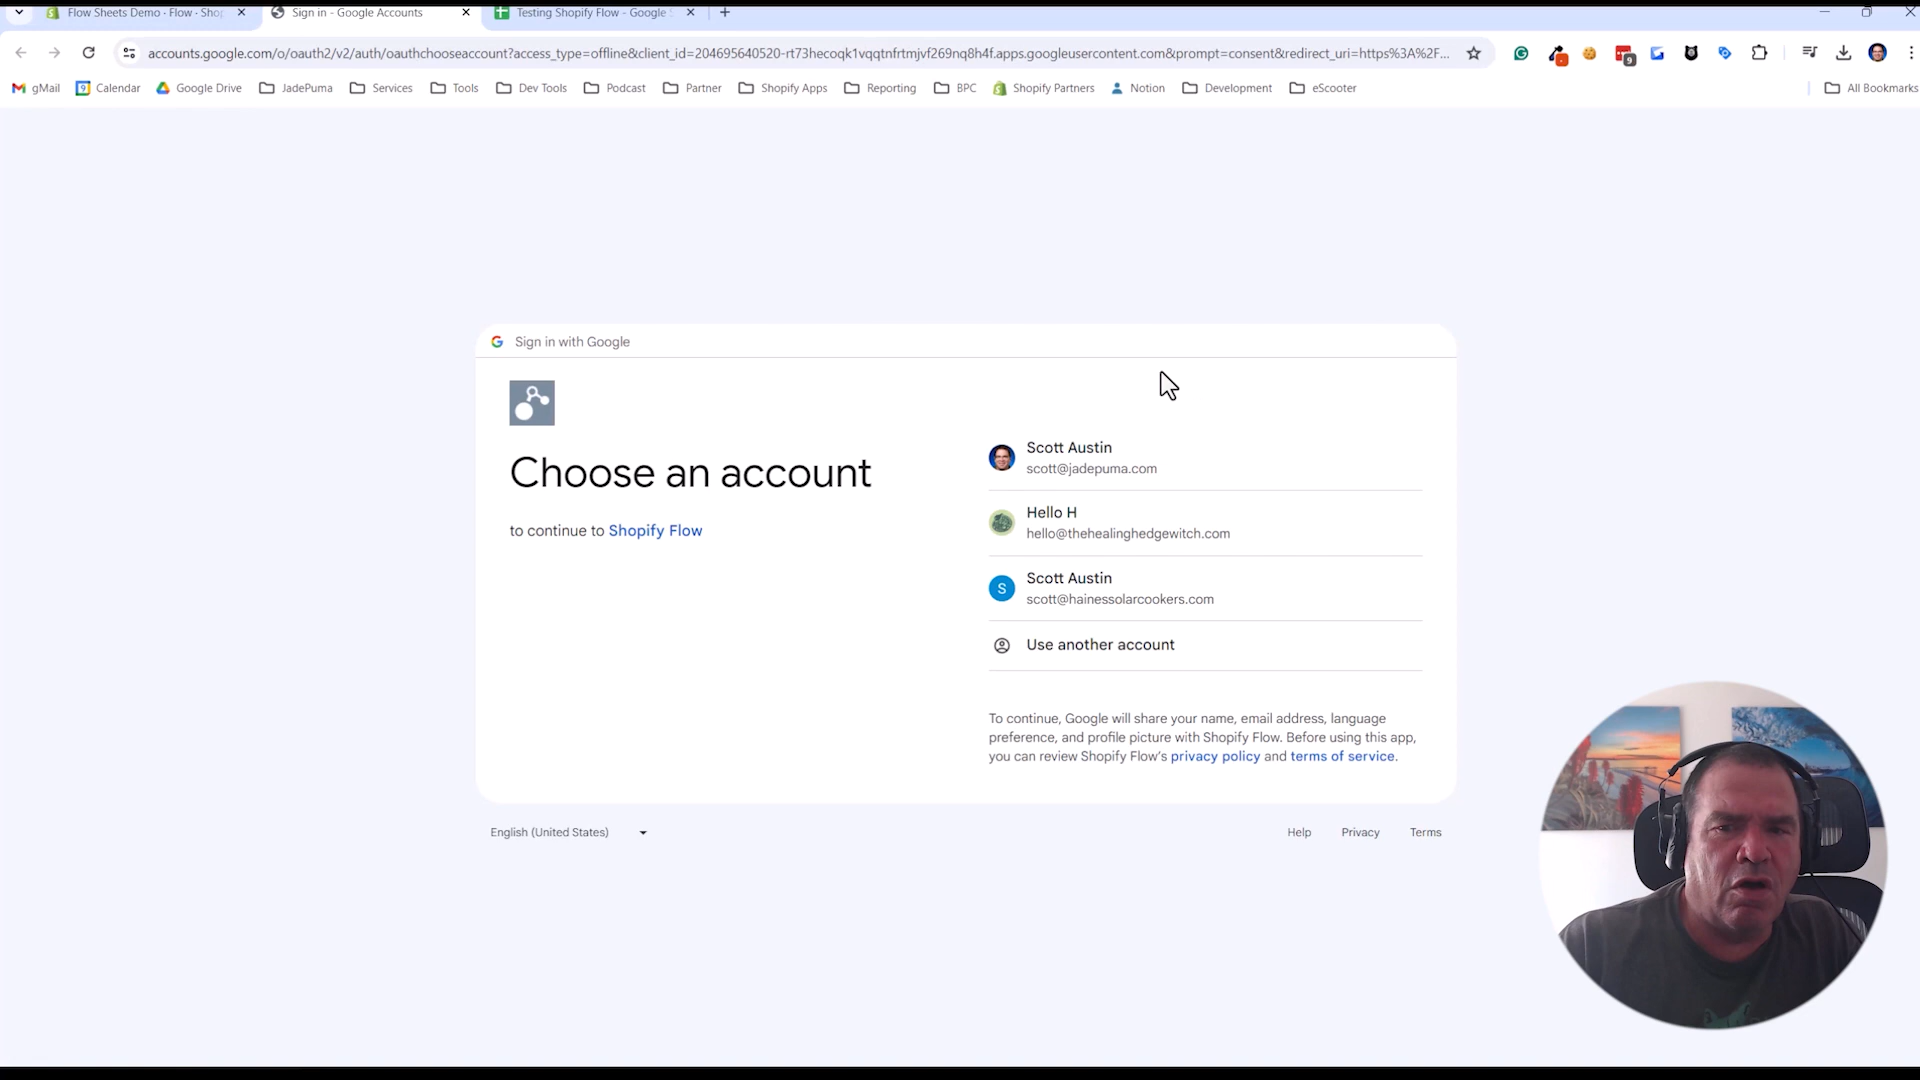 Flow Sheets Demo · Flow · Shop
Sign in - Google Accounts
Testing Shopify Flow - Google S
accounts.google.com/o/oauth2/v2/auth/oauthchooseaccount?access_type=offline&client_id=204695640520-rt73hecoqk1vqqtnfrtmjvf269nq8h4f.apps.googleusercontent.com&prompt=consent&redirect_uri=https%3A%2F...
9
gMail
Calendar
Google Drive
JadePuma
Services
Tools
Dev Tools
Podcast
Partner
Shopify Apps
Reporting
BPC
Shopify Partners
Notion
Development
eScooter
All Bookmarks
Sign in with Google
Choose an account
to continue to Shopify Flow
Scott Austin
scott@jadepuma.com
Hello H
hello@thehealinghedgewitch.com
S
Scott Austin
scott@hainessolarcookers.com
Use another account
To continue, Google will share your name, email address, language
preference, and profile picture with Shopify Flow. Before using this app,
you can review Shopify Flow's privacy policy and terms of service.
English (United States)
Help
Privacy
Terms